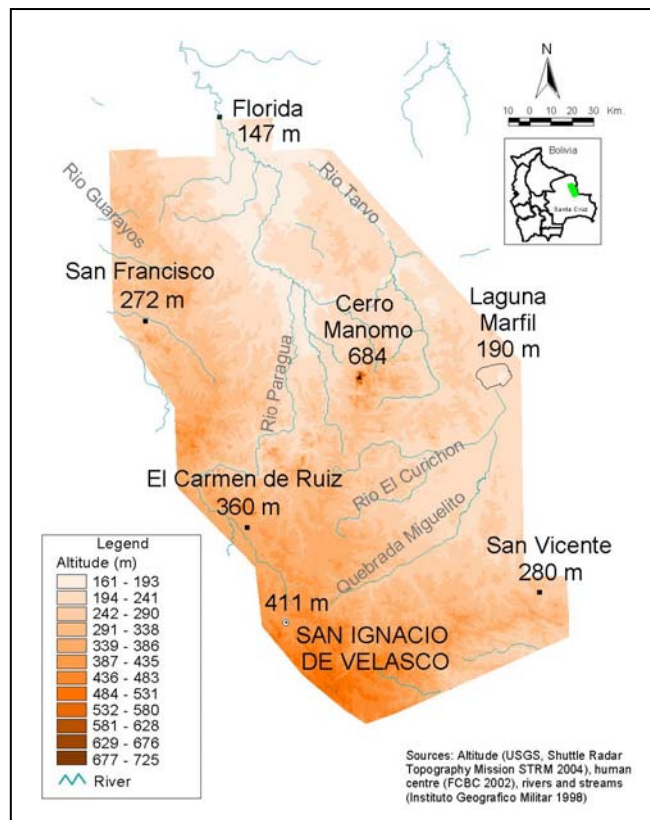 N
10 0 10 20 30 Km.
Bolivia
Santa Cruz
Florida
147 m
Rio Guarayos
Rio Tarvo
San Francisco
272 m
Cerro
Manomo
684
Laguna
Marfil
190 m
Rio Paragua
El Carmen de Ruiz
360 m
Rio El Curichon
Quebrada Miguelito
San Vicente
280 m
411 m
SAN IGNACIO
DE VELASCO
Legend
Altitude (m)
161 - 193
194 - 241
242 - 290
291 - 338
339 - 386
387 - 435
436 - 483
484 - 531
532 - 580
581 - 628
629 - 676
677 - 725
River
Sources: Altitude (USGS, Shuttle Radar
Topography Mission STRM 2004), human
centre (FCBC 2002), rivers and streams
(Instituto Geografico Militar 1998)